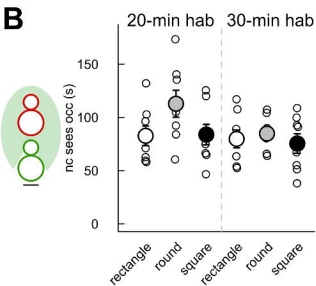 B
20-min hab 30-min hab
nc sees occ (s)
150
100
50
0
rectangle round square rectangle round square